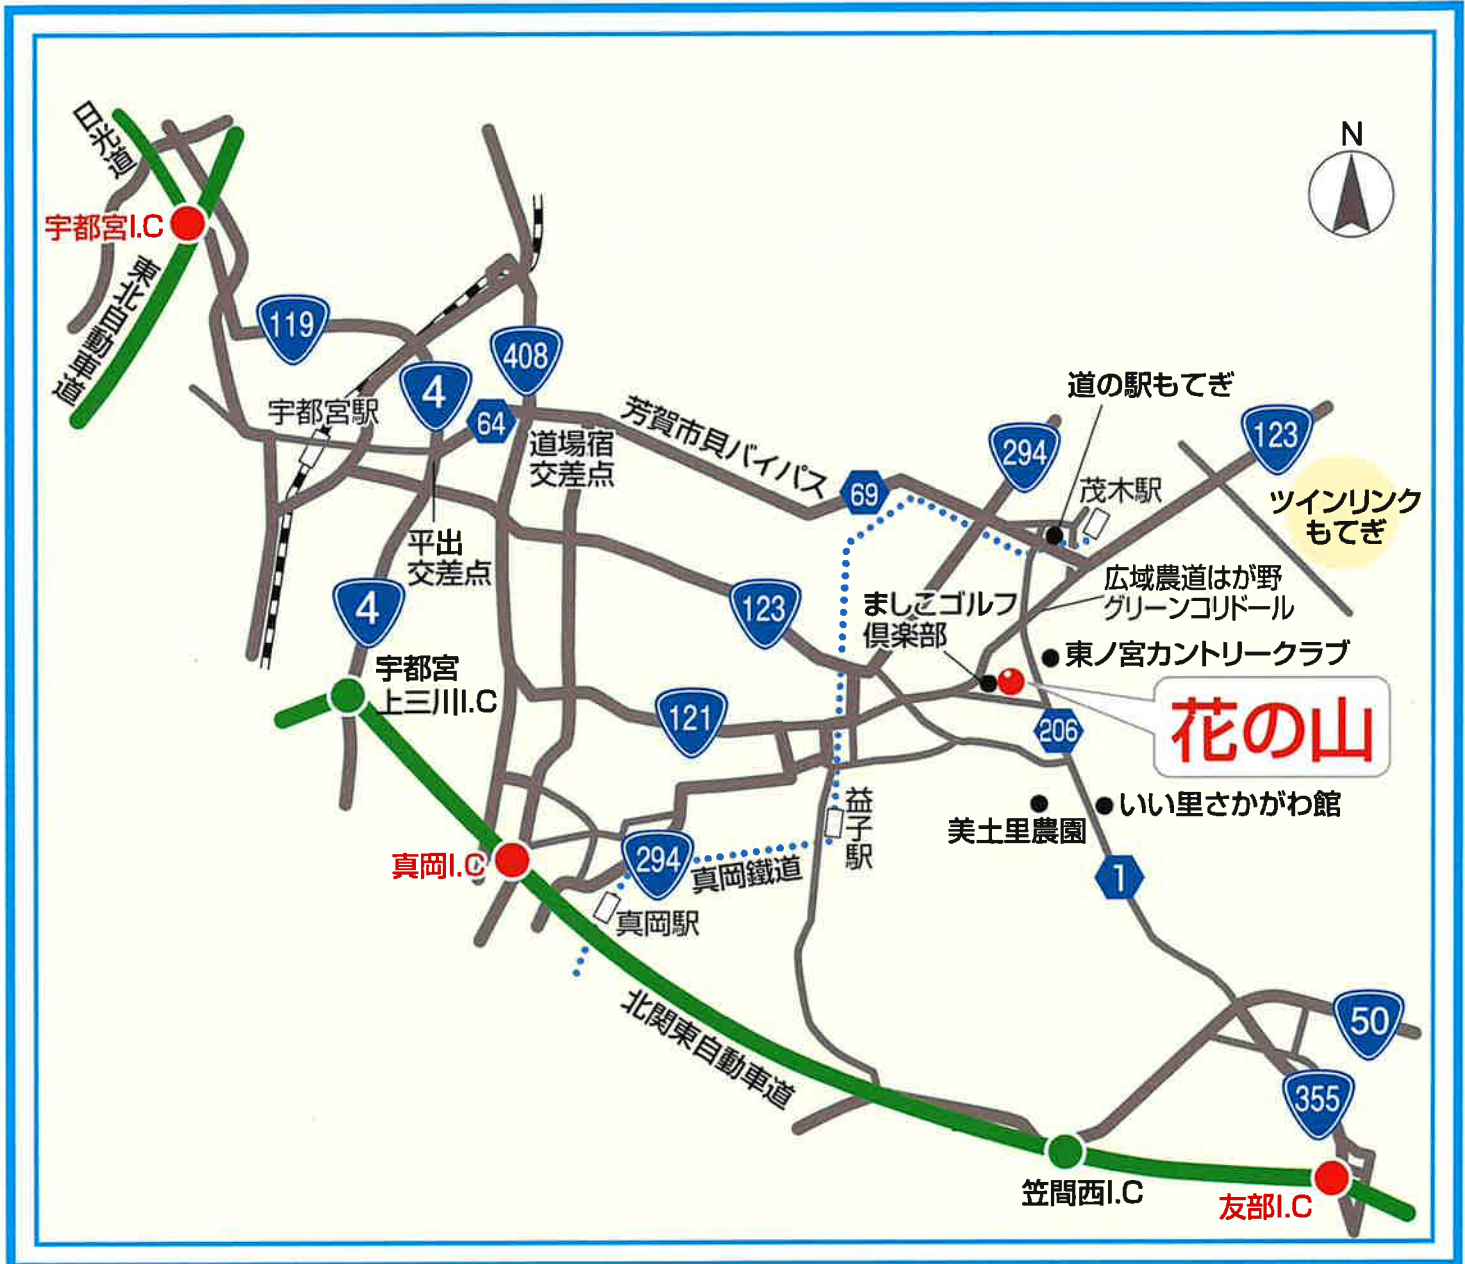 日光道
N
宇都宮I.C
東北自動車道
119
408
4
64
宇都宮駅
道場宿
交差点
芳賀市貝バイパス
道の駅もてぎ
123
294
69
茂木駅
ツインリンク
もてぎ
平出
交差点
広域農道はが野
グリーンコリドール
4
123
ましこゴルフ
倶楽部
東ノ宮カントリークラブ
宇都宮
上三川I.C
121
206
花の山
益子駅
美土里農園
いい里さかがわ館
294
真岡I.C
真岡鐵道
1
真岡駅
北関東自動車道
50
355
笠間西I.C
友部I.C